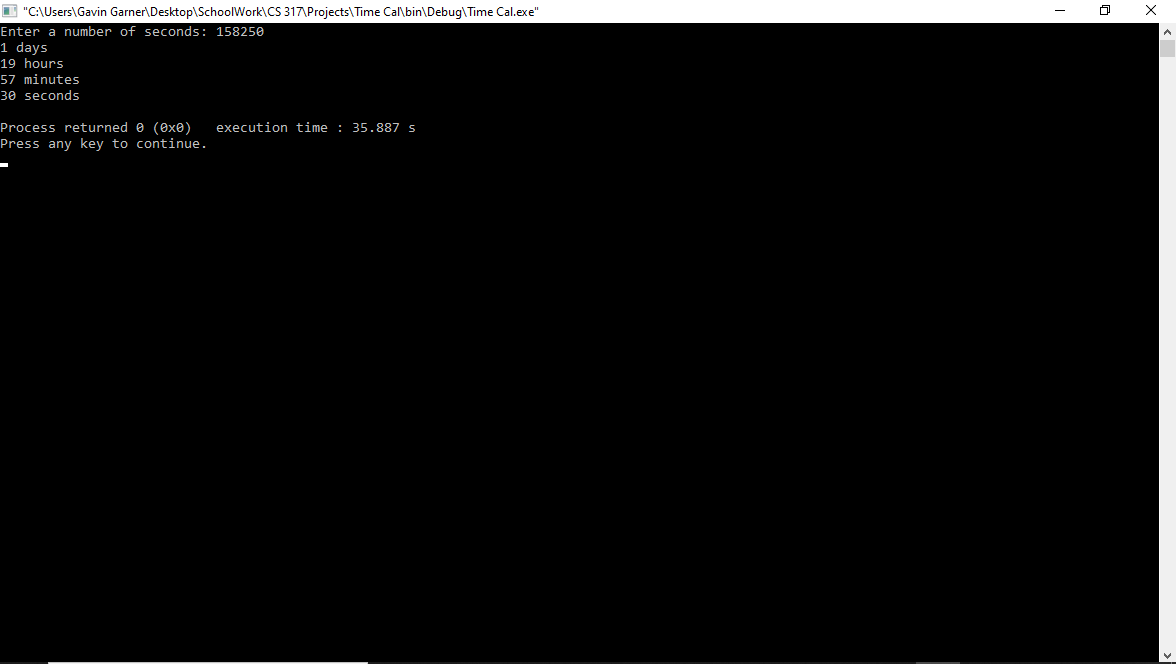 "C:\Users\Gavin Garner\Desktop\SchoolWork\CS 317\Projects\Time Cal\bin\Debug\Time Cal.exe"
Enter a number of seconds: 158250
1 days
19 hours
57 minutes
30 seconds
Process returned 0 (0x0)   execution time : 35.887 s
Press any key to continue.